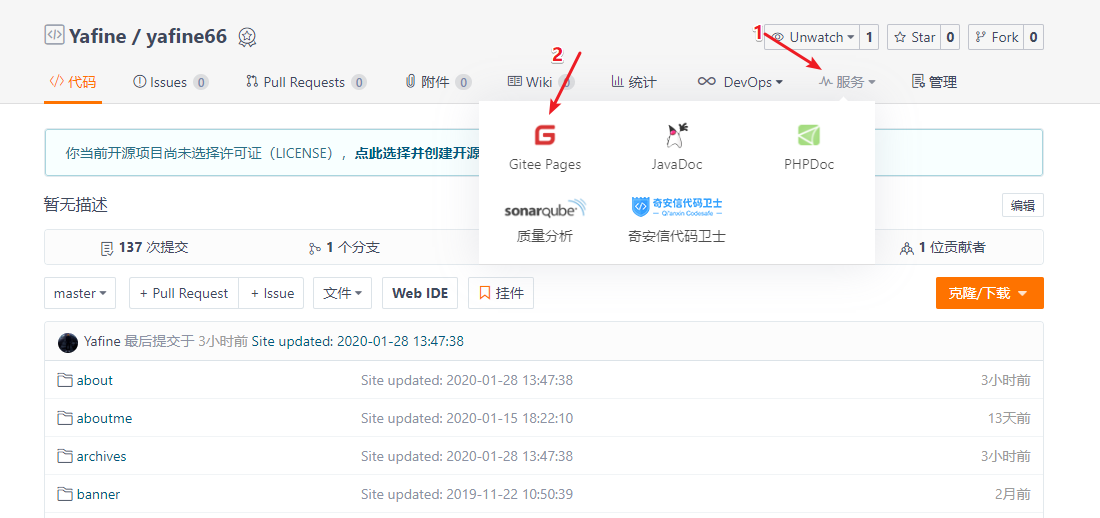 Yafine / yafine66
1
Unwatch 1 Star 0 Fork 0
2
代码 Issues 0 Pull Requests 0 附件 0 Wiki 0 统计 DevOps 服务 管理
Gitee Pages JavaDoc PHPDoc
你当前开源项目尚未选择许可证（LICENSE），点此选择并创建开源
sonarqube 奇安信代码卫士
Qi'anxin Codesafe
质量分析 奇安信代码卫士
暂无描述 编辑
137 次提交 1 个分支 1 位贡献者
master + Pull Request + Issue 文件 Web IDE 挂件 克隆/下载
Yafine 最后提交于 3小时前 Site updated: 2020-01-28 13:47:38
about Site updated: 2020-01-28 13:47:38 3小时前
aboutme Site updated: 2020-01-15 18:22:10 13天前
archives Site updated: 2020-01-28 13:47:38 3小时前
banner Site updated: 2019-11-22 10:50:39 2月前